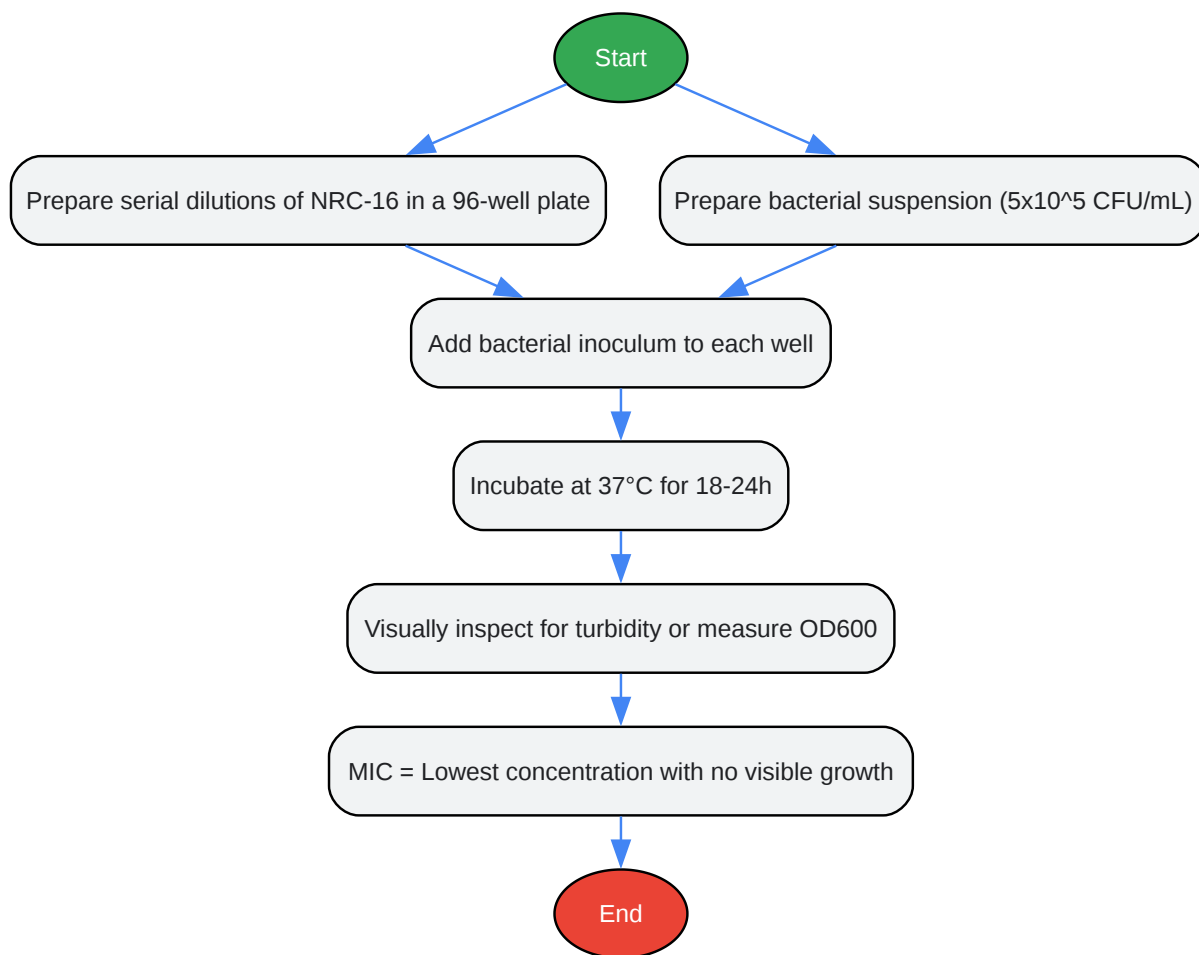 Start
Prepare serial dilutions of NRC-16 in a 96-well plate
Prepare bacterial suspension (5x10^5 CFU/mL)
Add bacterial inoculum to each well
Incubate at 37°C for 18-24h
Visually inspect for turbidity or measure OD600
MIC = Lowest concentration with no visible growth
End